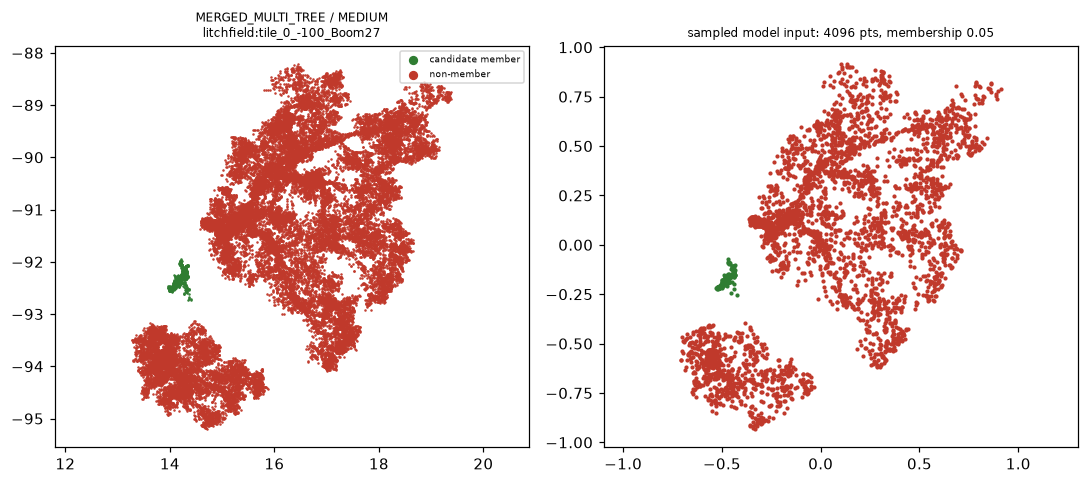 MERGED_MULTI_TREE / MEDIUM
litchfield:tile_0_-100_Boom27
candidate member
non-member
−88
−89
−90
−91
−92
−93
−94
−95
12 14 16 18 20
sampled model input: 4096 pts, membership 0.05
1.00
0.75
0.50
0.25
0.00
−0.25
−0.50
−0.75
−1.00
−1.0 −0.5 0.0 0.5 1.0